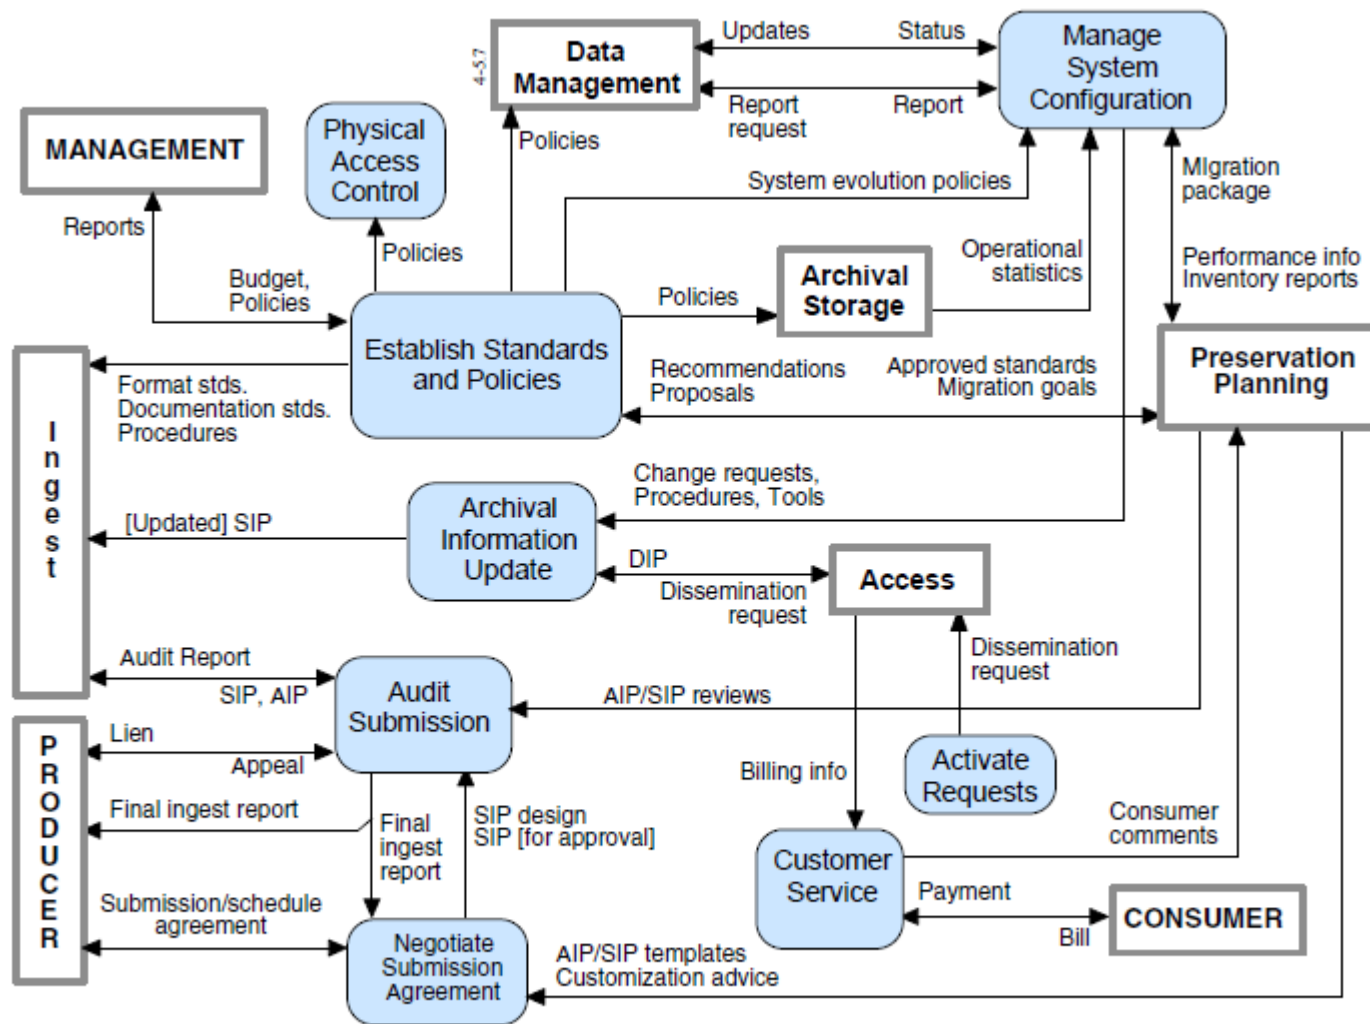 4-5.7
Data
Management
Updates
Status
Report
request
Report
Manage
System
Configuration
MANAGEMENT
Physical
Access
Control
Policies
System evolution policies
MIgration
package
Reports
Policies
Budget,
Policies
Policies
Archival
Storage
Operational
statistics
Performance info
Inventory reports
Establish Standards
and Policies
Recommendations
Proposals
Approved standards
Migration goals
Preservation
Planning
Ingest
Format stds.
Documentation stds.
Procedures
Change requests,
Procedures, Tools
[Updated] SIP
Archival
Information
Update
DIP
Dissemination
request
Access
Dissemination
request
Audit Report
SIP, AIP
Audit
Submission
AIP/SIP reviews
PRODUCER
Lien
Appeal
Billing info
Activate
Requests
Final ingest report
Final
ingest
report
SIP design
SIP [for approval]
Consumer
comments
Customer
Service
Payment
Bill
CONSUMER
Submission/schedule
agreement
Negotiate
Submission
Agreement
AIP/SIP templates
Customization advice